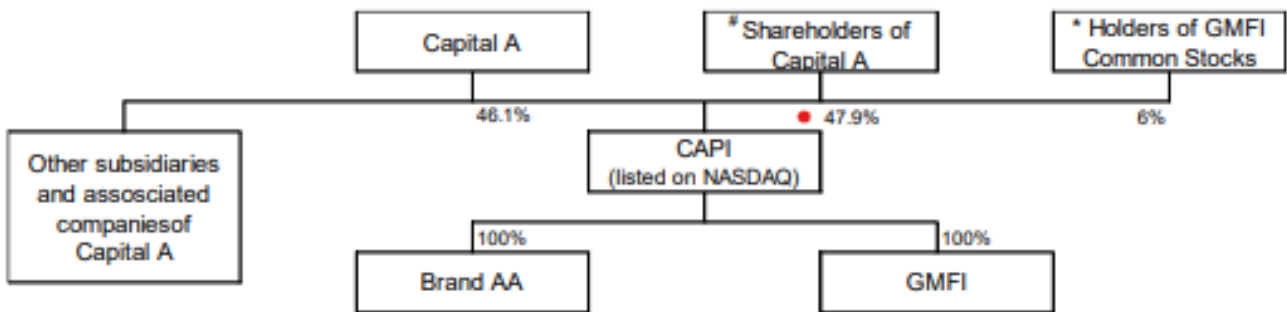 Capital A
# Shareholders of
Capital A
* Holders of GMFI
Common Stocks
46.1%
47.9%
6%
Other subsidiaries
and assosciated
companiesof
Capital A
CAPI
(listed on NASDAQ)
100%
100%
Brand AA
GMFI